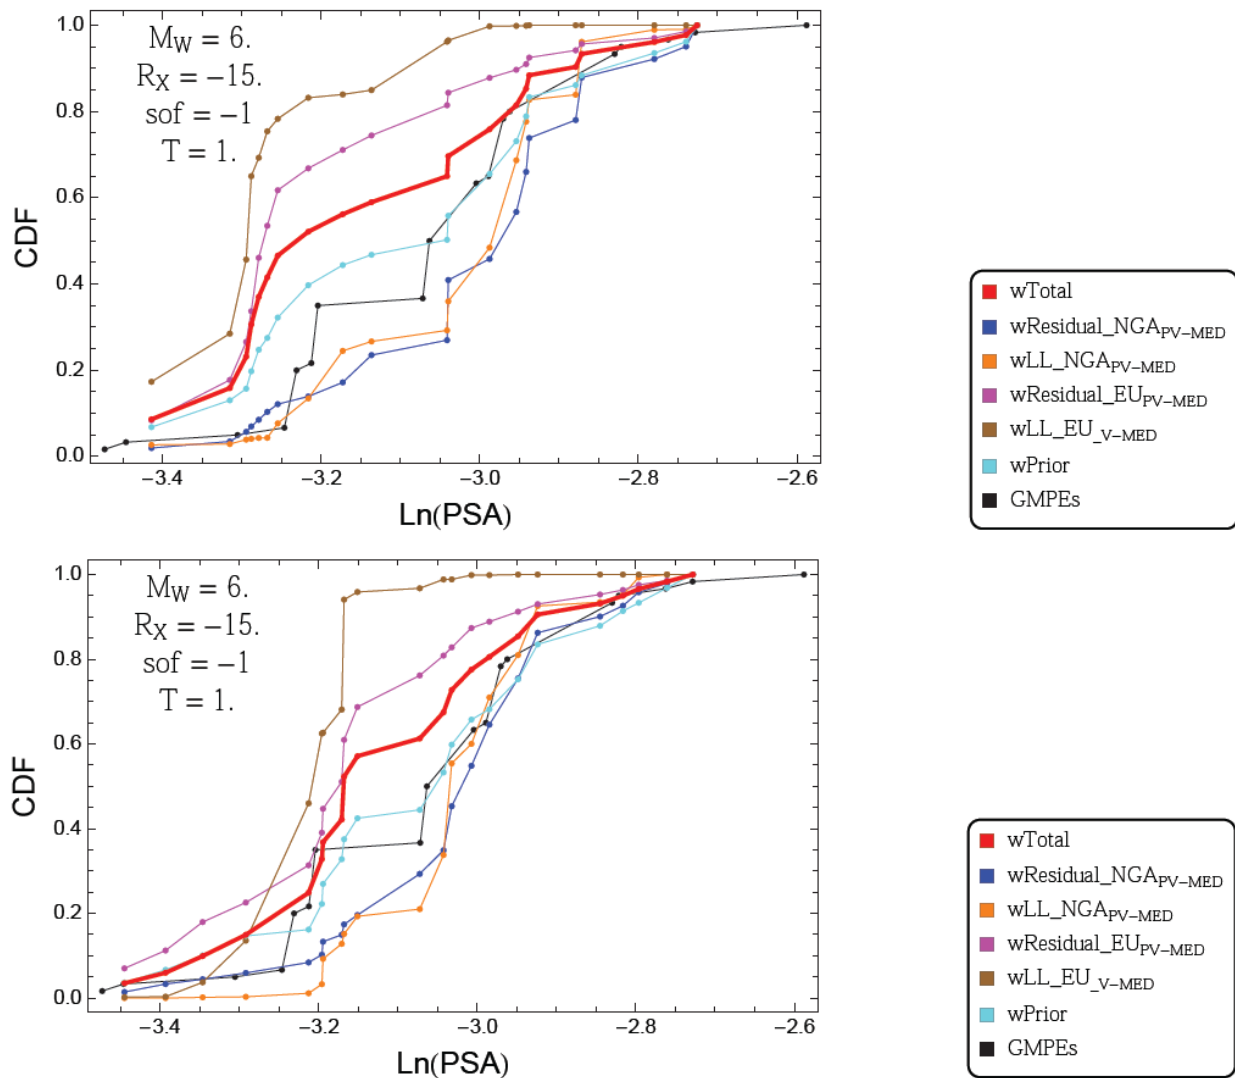 1.0
0.8
0.6
0.4
0.2
0.0
CDF
M_W = 6.
R_X = −15.
sof = −1
T = 1.
−3.4 −3.2 −3.0 −2.8 −2.6
Ln(PSA)
wTotal
wResidual_NGA_PV−MED
wLL_NGA_PV−MED
wResidual_EU_PV−MED
wLL_EU_V−MED
wPrior
GMPEs
1.0
0.8
0.6
0.4
0.2
0.0
CDF
M_W = 6.
R_X = −15.
sof = −1
T = 1.
−3.4 −3.2 −3.0 −2.8 −2.6
Ln(PSA)
wTotal
wResidual_NGA_PV−MED
wLL_NGA_PV−MED
wResidual_EU_PV−MED
wLL_EU_V−MED
wPrior
GMPEs